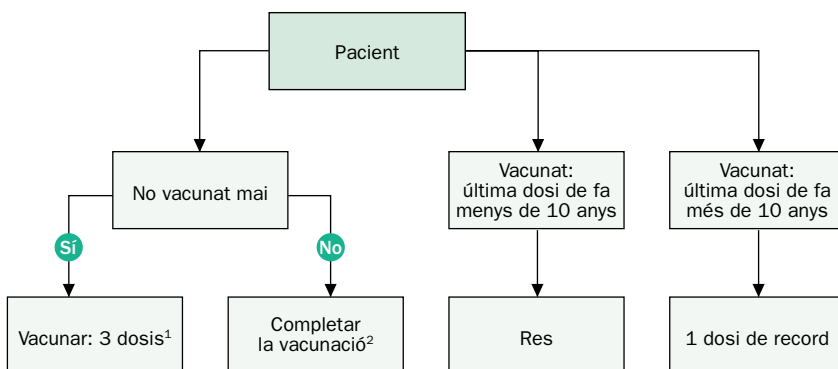 Pacient
No vacunat mai
Vacunat:
última dosi de fa
menys de 10 anys
Vacunat:
última dosi de fa
més de 10 anys
Sí
No
Vacunar: 3 dosis¹
Completar
la vacunació²
Res
1 dosi de record